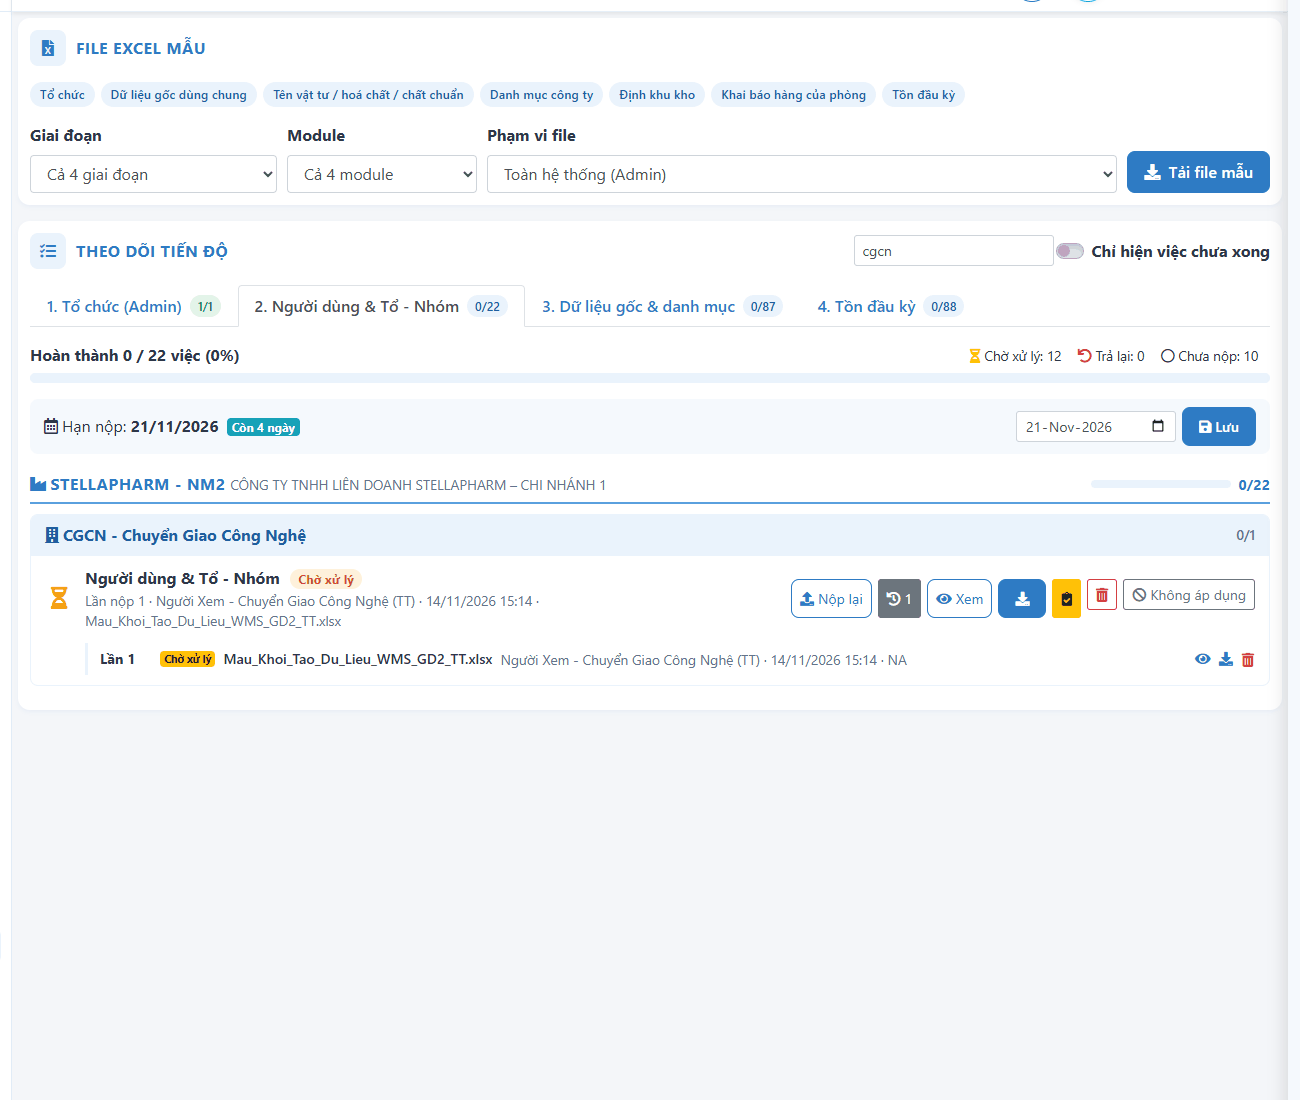 FILE EXCEL MẪU
Tổ chức
Dữ liệu gốc dùng chung
Tên vật tư / hoá chất / chất chuẩn
Danh mục công ty
Định khu kho
Khai báo hàng của phòng
Tồn đầu kỳ
Giai đoạn
Module
Phạm vi file
Cả 4 giai đoạn
Cả 4 module
Toàn hệ thống (Admin)
Tải file mẫu
THEO DÕI TIẾN ĐỘ
cgcn
Chỉ hiện việc chưa xong
1. Tổ chức (Admin) 1/1
2. Người dùng & Tổ - Nhóm 0/22
3. Dữ liệu gốc & danh mục 0/87
4. Tồn đầu kỳ 0/88
Hoàn thành 0 / 22 việc (0%)
Chờ xử lý: 12
Trả lại: 0
Chưa nộp: 10
Hạn nộp: 21/11/2026 Còn 4 ngày
21-Nov-2026
Lưu
STELLAPHARM - NM2 CÔNG TY TNHH LIÊN DOANH STELLAPHARM – CHI NHÁNH 1
0/22
CGCN - Chuyển Giao Công Nghệ
0/1
Người dùng & Tổ - Nhóm Chờ xử lý
Lần nộp 1 · Người Xem - Chuyển Giao Công Nghệ (TT) · 14/11/2026 15:14 ·
Mau_Khoi_Tao_Du_Lieu_WMS_GD2_TT.xlsx
Nộp lại
1
Xem
Không áp dụng
Lần 1 Chờ xử lý Mau_Khoi_Tao_Du_Lieu_WMS_GD2_TT.xlsx Người Xem - Chuyển Giao Công Nghệ (TT) · 14/11/2026 15:14 · NA